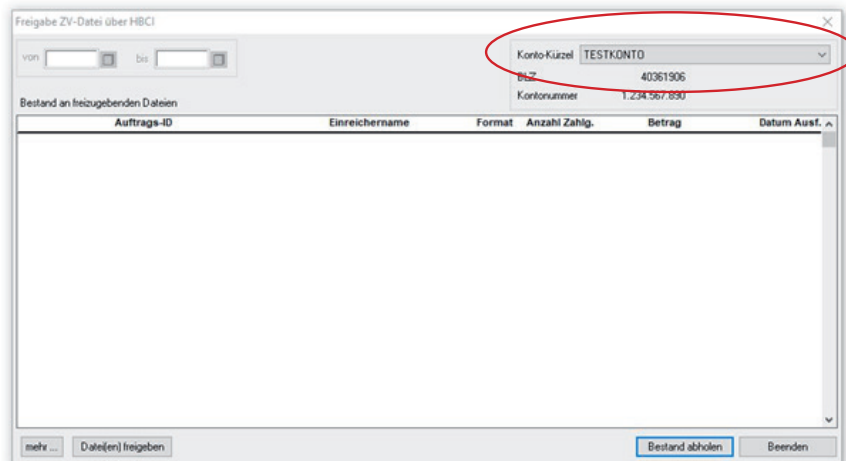 Freigabe ZV-Datei über HBCI
von bis
Konto-Kürzel TESTKONTO
BLZ 40361906
Kontonummer 1.234.567.890
Bestand an freizugebenden Dateien
Auftrags-ID Einreichername Format Anzahl Zahlg. Betrag Datum Ausf.
mehr ... Datei(en) freigeben Bestand abholen Beenden